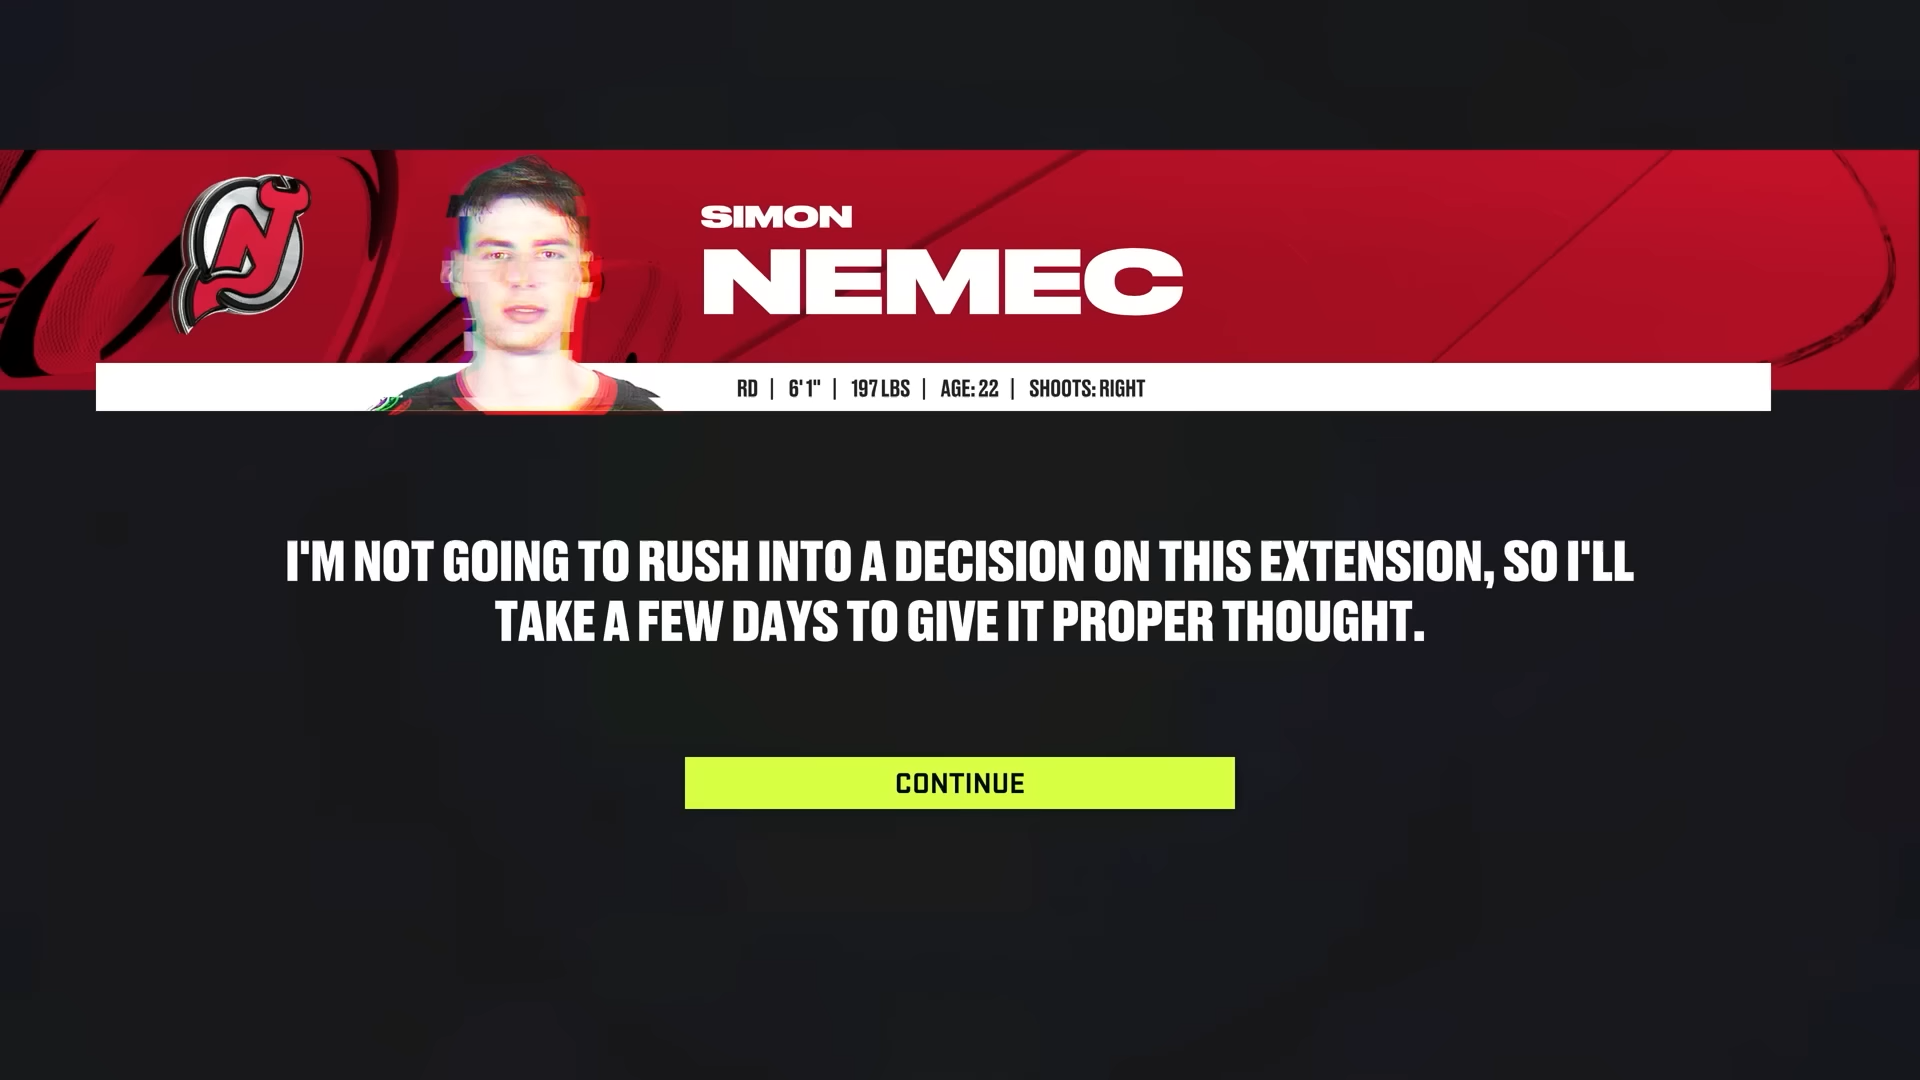 SIMON
NEMEC
RD | 6'1" | 197 LBS | AGE: 22 | SHOOTS: RIGHT
I'M NOT GOING TO RUSH INTO A DECISION ON THIS EXTENSION, SO I'LL
TAKE A FEW DAYS TO GIVE IT PROPER THOUGHT.
CONTINUE